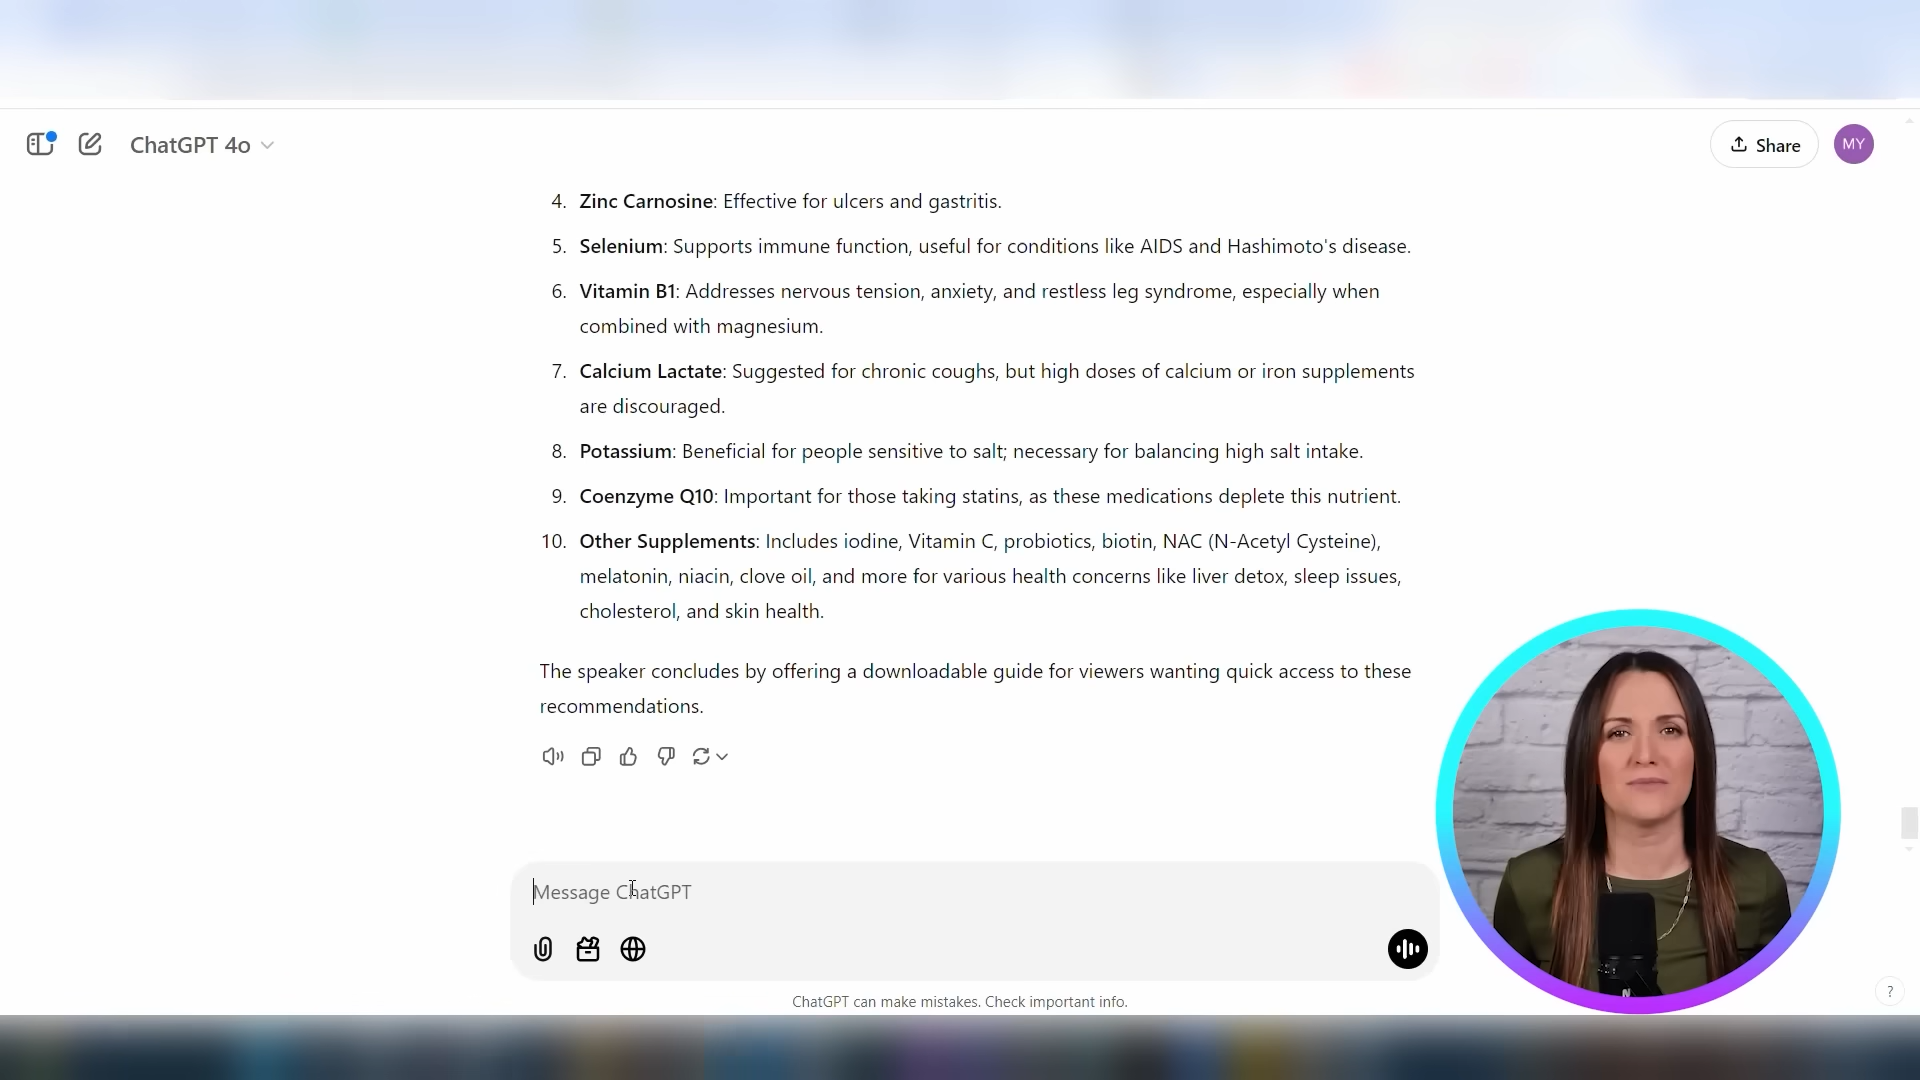 ChatGPT 4o
Share
MY
4. Zinc Carnosine: Effective for ulcers and gastritis.
5. Selenium: Supports immune function, useful for conditions like AIDS and Hashimoto's disease.
6. Vitamin B1: Addresses nervous tension, anxiety, and restless leg syndrome, especially when
combined with magnesium.
7. Calcium Lactate: Suggested for chronic coughs, but high doses of calcium or iron supplements
are discouraged.
8. Potassium: Beneficial for people sensitive to salt; necessary for balancing high salt intake.
9. Coenzyme Q10: Important for those taking statins, as these medications deplete this nutrient.
10. Other Supplements: Includes iodine, Vitamin C, probiotics, biotin, NAC (N-Acetyl Cysteine),
melatonin, niacin, clove oil, and more for various health concerns like liver detox, sleep issues,
cholesterol, and skin health.
The speaker concludes by offering a downloadable guide for viewers wanting quick access to these
recommendations.
Message ChatGPT
ChatGPT can make mistakes. Check important info.
?